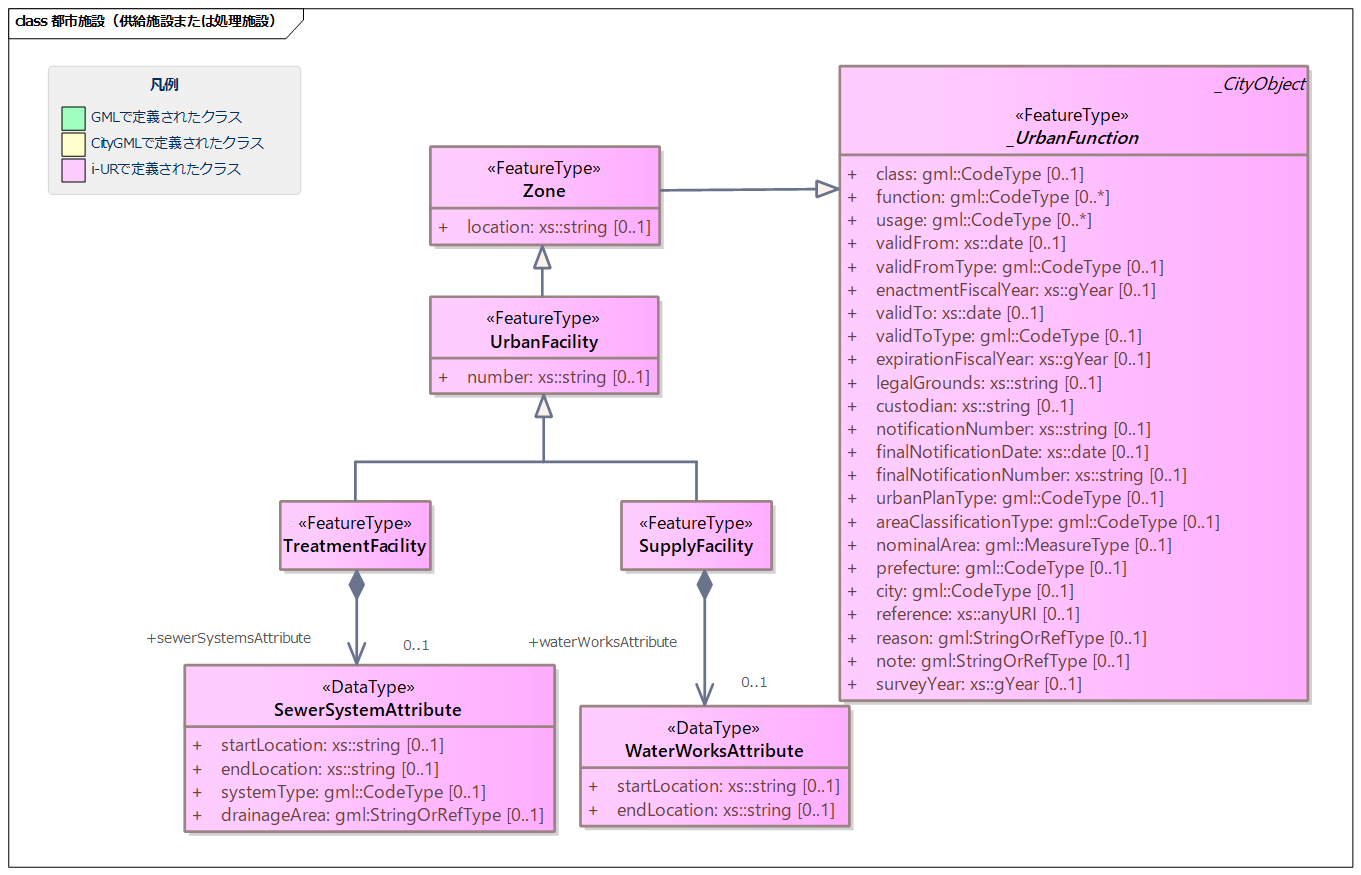 class 都市施設（供給施設または処理施設）
凡例
GMLで定義されたクラス
CityGMLで定義されたクラス
i-URで定義されたクラス
_CityObject
«FeatureType»
_UrbanFunction
+ class: gml::CodeType [0..1]
+ function: gml::CodeType [0..*]
+ usage: gml::CodeType [0..*]
+ validFrom: xs::date [0..1]
+ validFromType: gml::CodeType [0..1]
+ enactmentFiscalYear: xs::gYear [0..1]
+ validTo: xs::date [0..1]
+ validToType: gml::CodeType [0..1]
+ expirationFiscalYear: xs::gYear [0..1]
+ legalGrounds: xs::string [0..1]
+ custodian: xs::string [0..1]
+ notificationNumber: xs::string [0..1]
+ finalNotificationDate: xs::date [0..1]
+ finalNotificationNumber: xs::string [0..1]
+ urbanPlanType: gml::CodeType [0..1]
+ areaClassificationType: gml::CodeType [0..1]
+ nominalArea: gml::MeasureType [0..1]
+ prefecture: gml::CodeType [0..1]
+ city: gml::CodeType [0..1]
+ reference: xs::anyURI [0..1]
+ reason: gml:StringOrRefType [0..1]
+ note: gml:StringOrRefType [0..1]
+ surveyYear: xs::gYear [0..1]
«FeatureType»
Zone
+ location: xs::string [0..1]
«FeatureType»
UrbanFacility
+ number: xs::string [0..1]
«FeatureType»
TreatmentFacility
«FeatureType»
SupplyFacility
+sewerSystemsAttribute
0..1
+waterWorksAttribute
0..1
«DataType»
SewerSystemAttribute
+ startLocation: xs::string [0..1]
+ endLocation: xs::string [0..1]
+ systemType: gml::CodeType [0..1]
+ drainageArea: gml:StringOrRefType [0..1]
«DataType»
WaterWorksAttribute
+ startLocation: xs::string [0..1]
+ endLocation: xs::string [0..1]